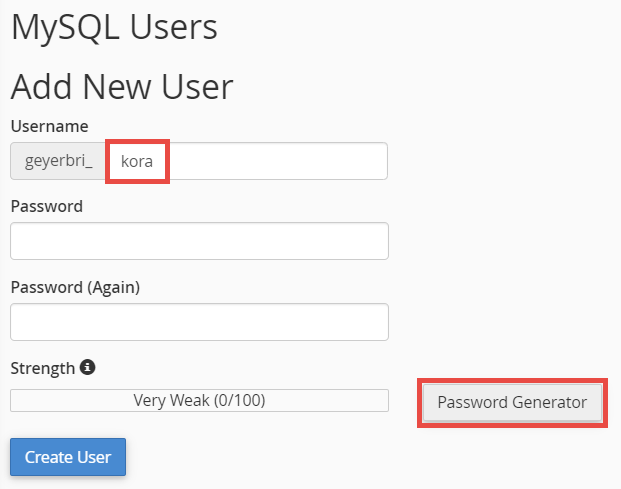 MySQL Users
Add New User
Username
geyerbri_ kora
Password
Password (Again)
Strength
Very Weak (0/100)
Password Generator
Create User